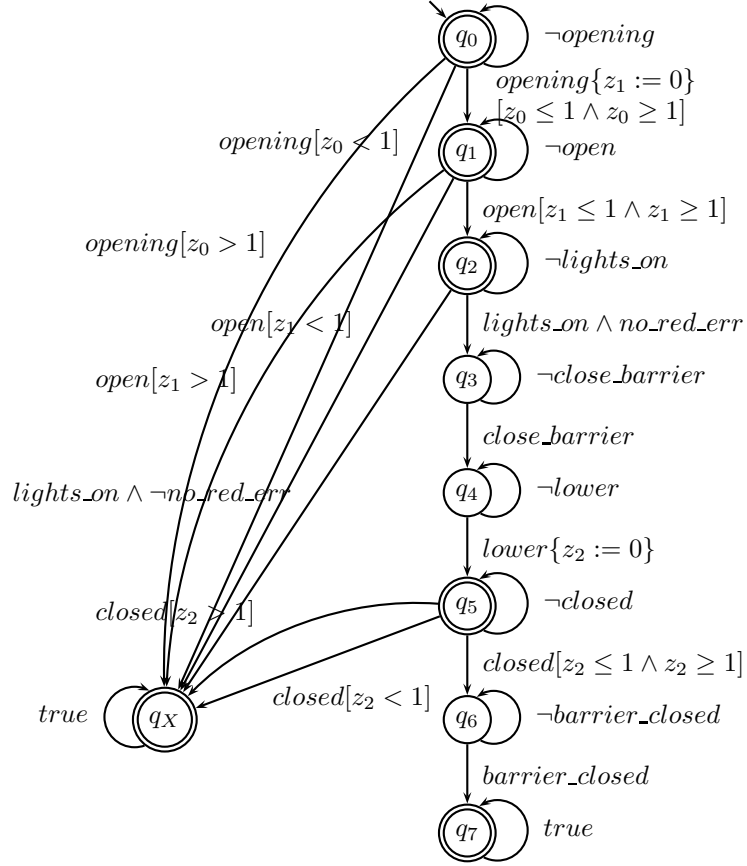 q0
¬opening
opening{z1 := 0}
[z0 ≤ 1 ∧ z0 ≥ 1]
opening[z0 < 1]
q1
¬open
open[z1 ≤ 1 ∧ z1 ≥ 1]
opening[z0 > 1]
q2
¬lights_on
open[z1 < 1]
lights_on ∧ no_red_err
open[z1 > 1]
q3
¬close_barrier
close_barrier
lights_on ∧ ¬no_red_err
q4
¬lower
lower{z2 := 0}
closed[z2 > 1]
q5
¬closed
closed[z2 ≤ 1 ∧ z2 ≥ 1]
closed[z2 < 1]
true
qX
q6
¬barrier_closed
barrier_closed
q7
true